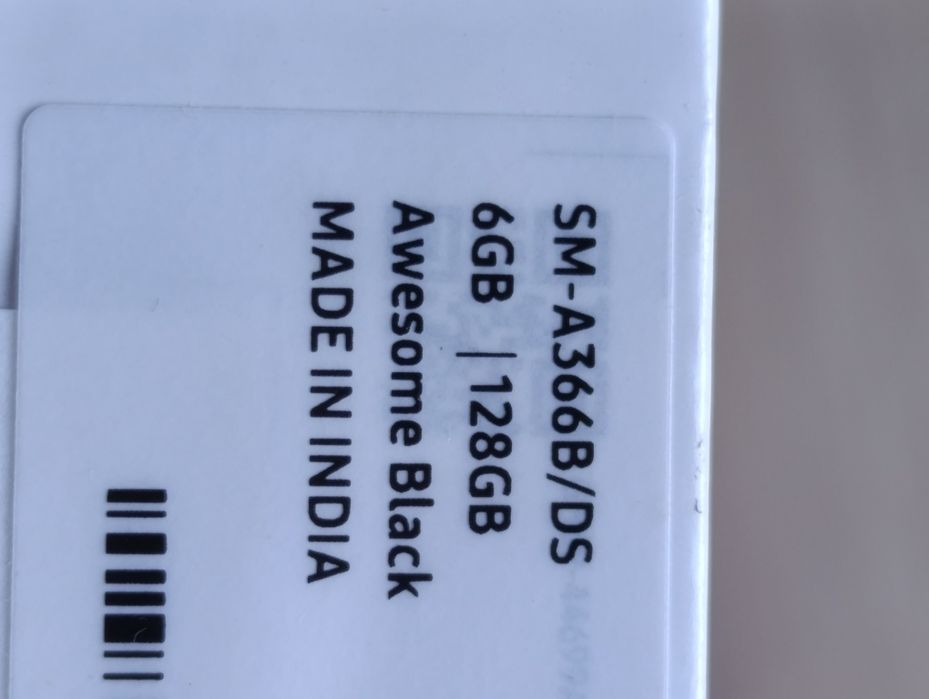 SM-A366B/DS
6GB | 128GB
Awesome Black
MADE IN INDIA